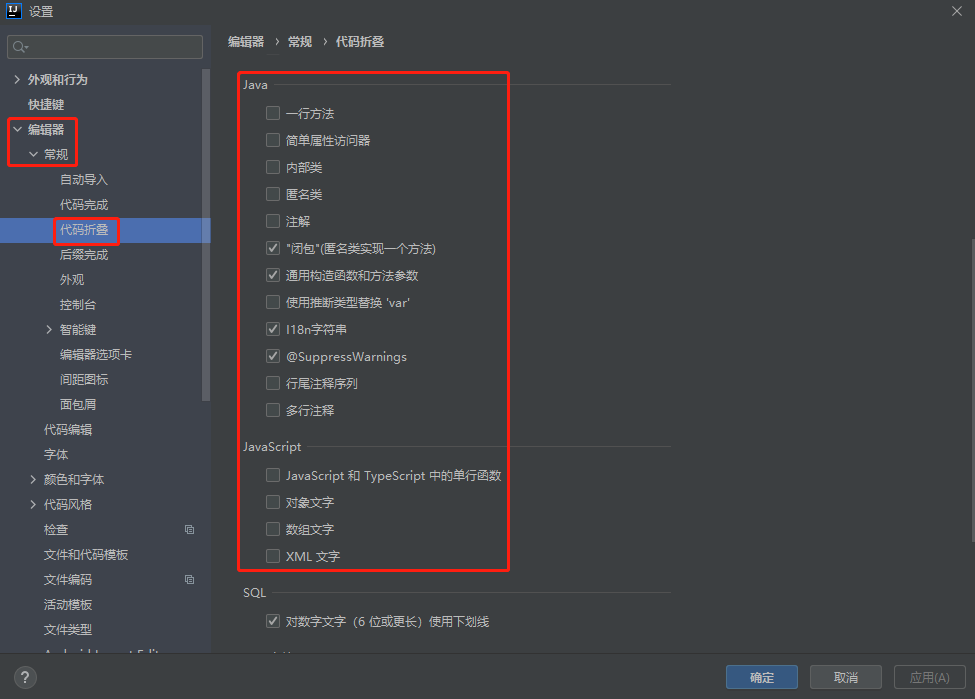 设置
外观和行为
快捷键
编辑器
常规
自动导入
代码完成
代码折叠
后缀完成
外观
控制台
智能键
编辑器选项卡
间距图标
面包屑
代码编辑
字体
颜色和字体
代码风格
检查
文件和代码模板
文件编码
活动模板
文件类型
编辑器 › 常规 › 代码折叠
Java
一行方法
简单属性访问器
内部类
匿名类
注解
"闭包"(匿名类实现一个方法)
通用构造函数和方法参数
使用推断类型替换 'var'
I18n字符串
@SuppressWarnings
行尾注释序列
多行注释
JavaScript
JavaScript 和 TypeScript 中的单行函数
对象文字
数组文字
XML 文字
SQL
对数字文字（6 位或更长）使用下划线
?
确定
取消
应用(A)